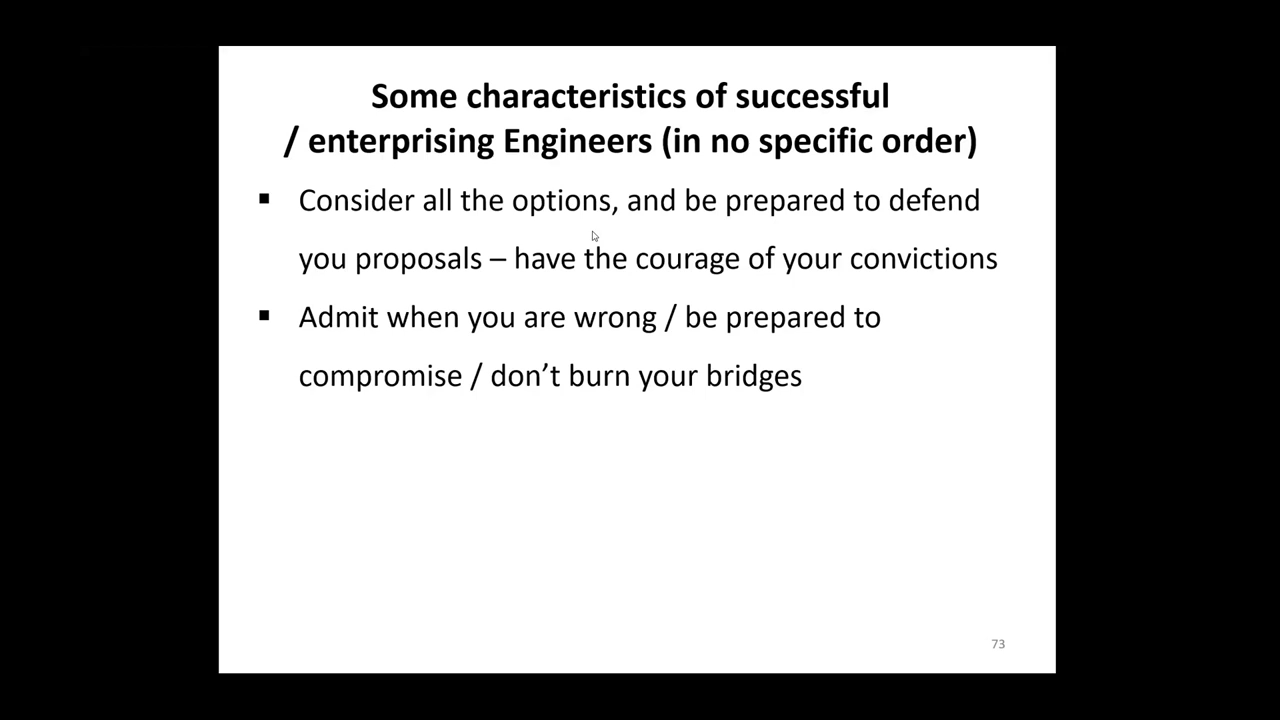 Some characteristics of successful
/ enterprising Engineers (in no specific order)
▪ Consider all the options, and be prepared to defend
you proposals – have the courage of your convictions
▪ Admit when you are wrong / be prepared to
compromise / don’t burn your bridges
73